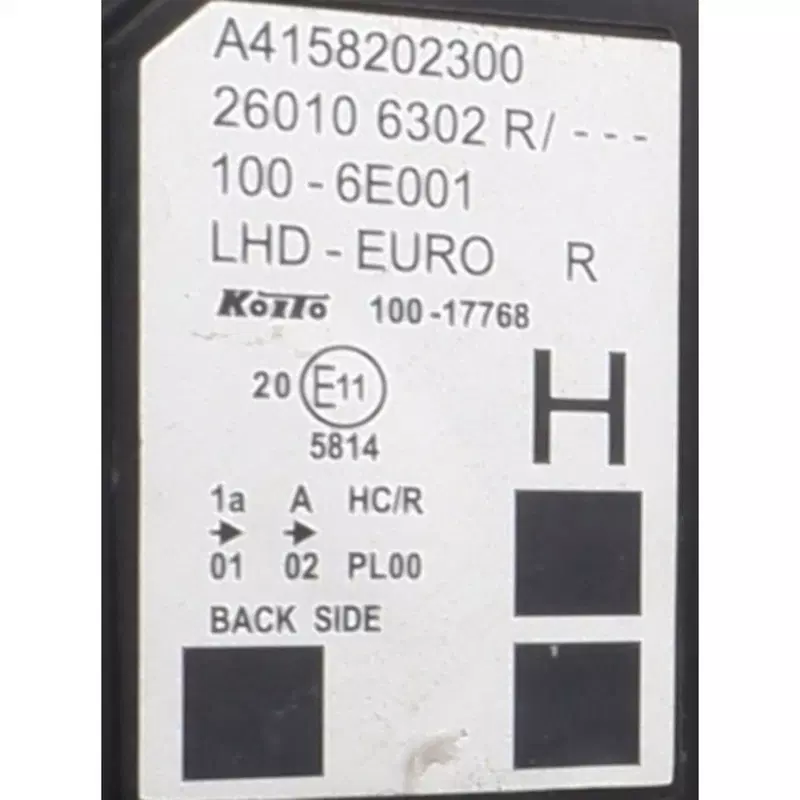 A4158202300
26010 6302 R/ - - -
100 - 6E001
LHD - EURO R
KOITO 100-17768
20 E11
5814
H
1a A HC/R
01 02 PL00
BACK SIDE